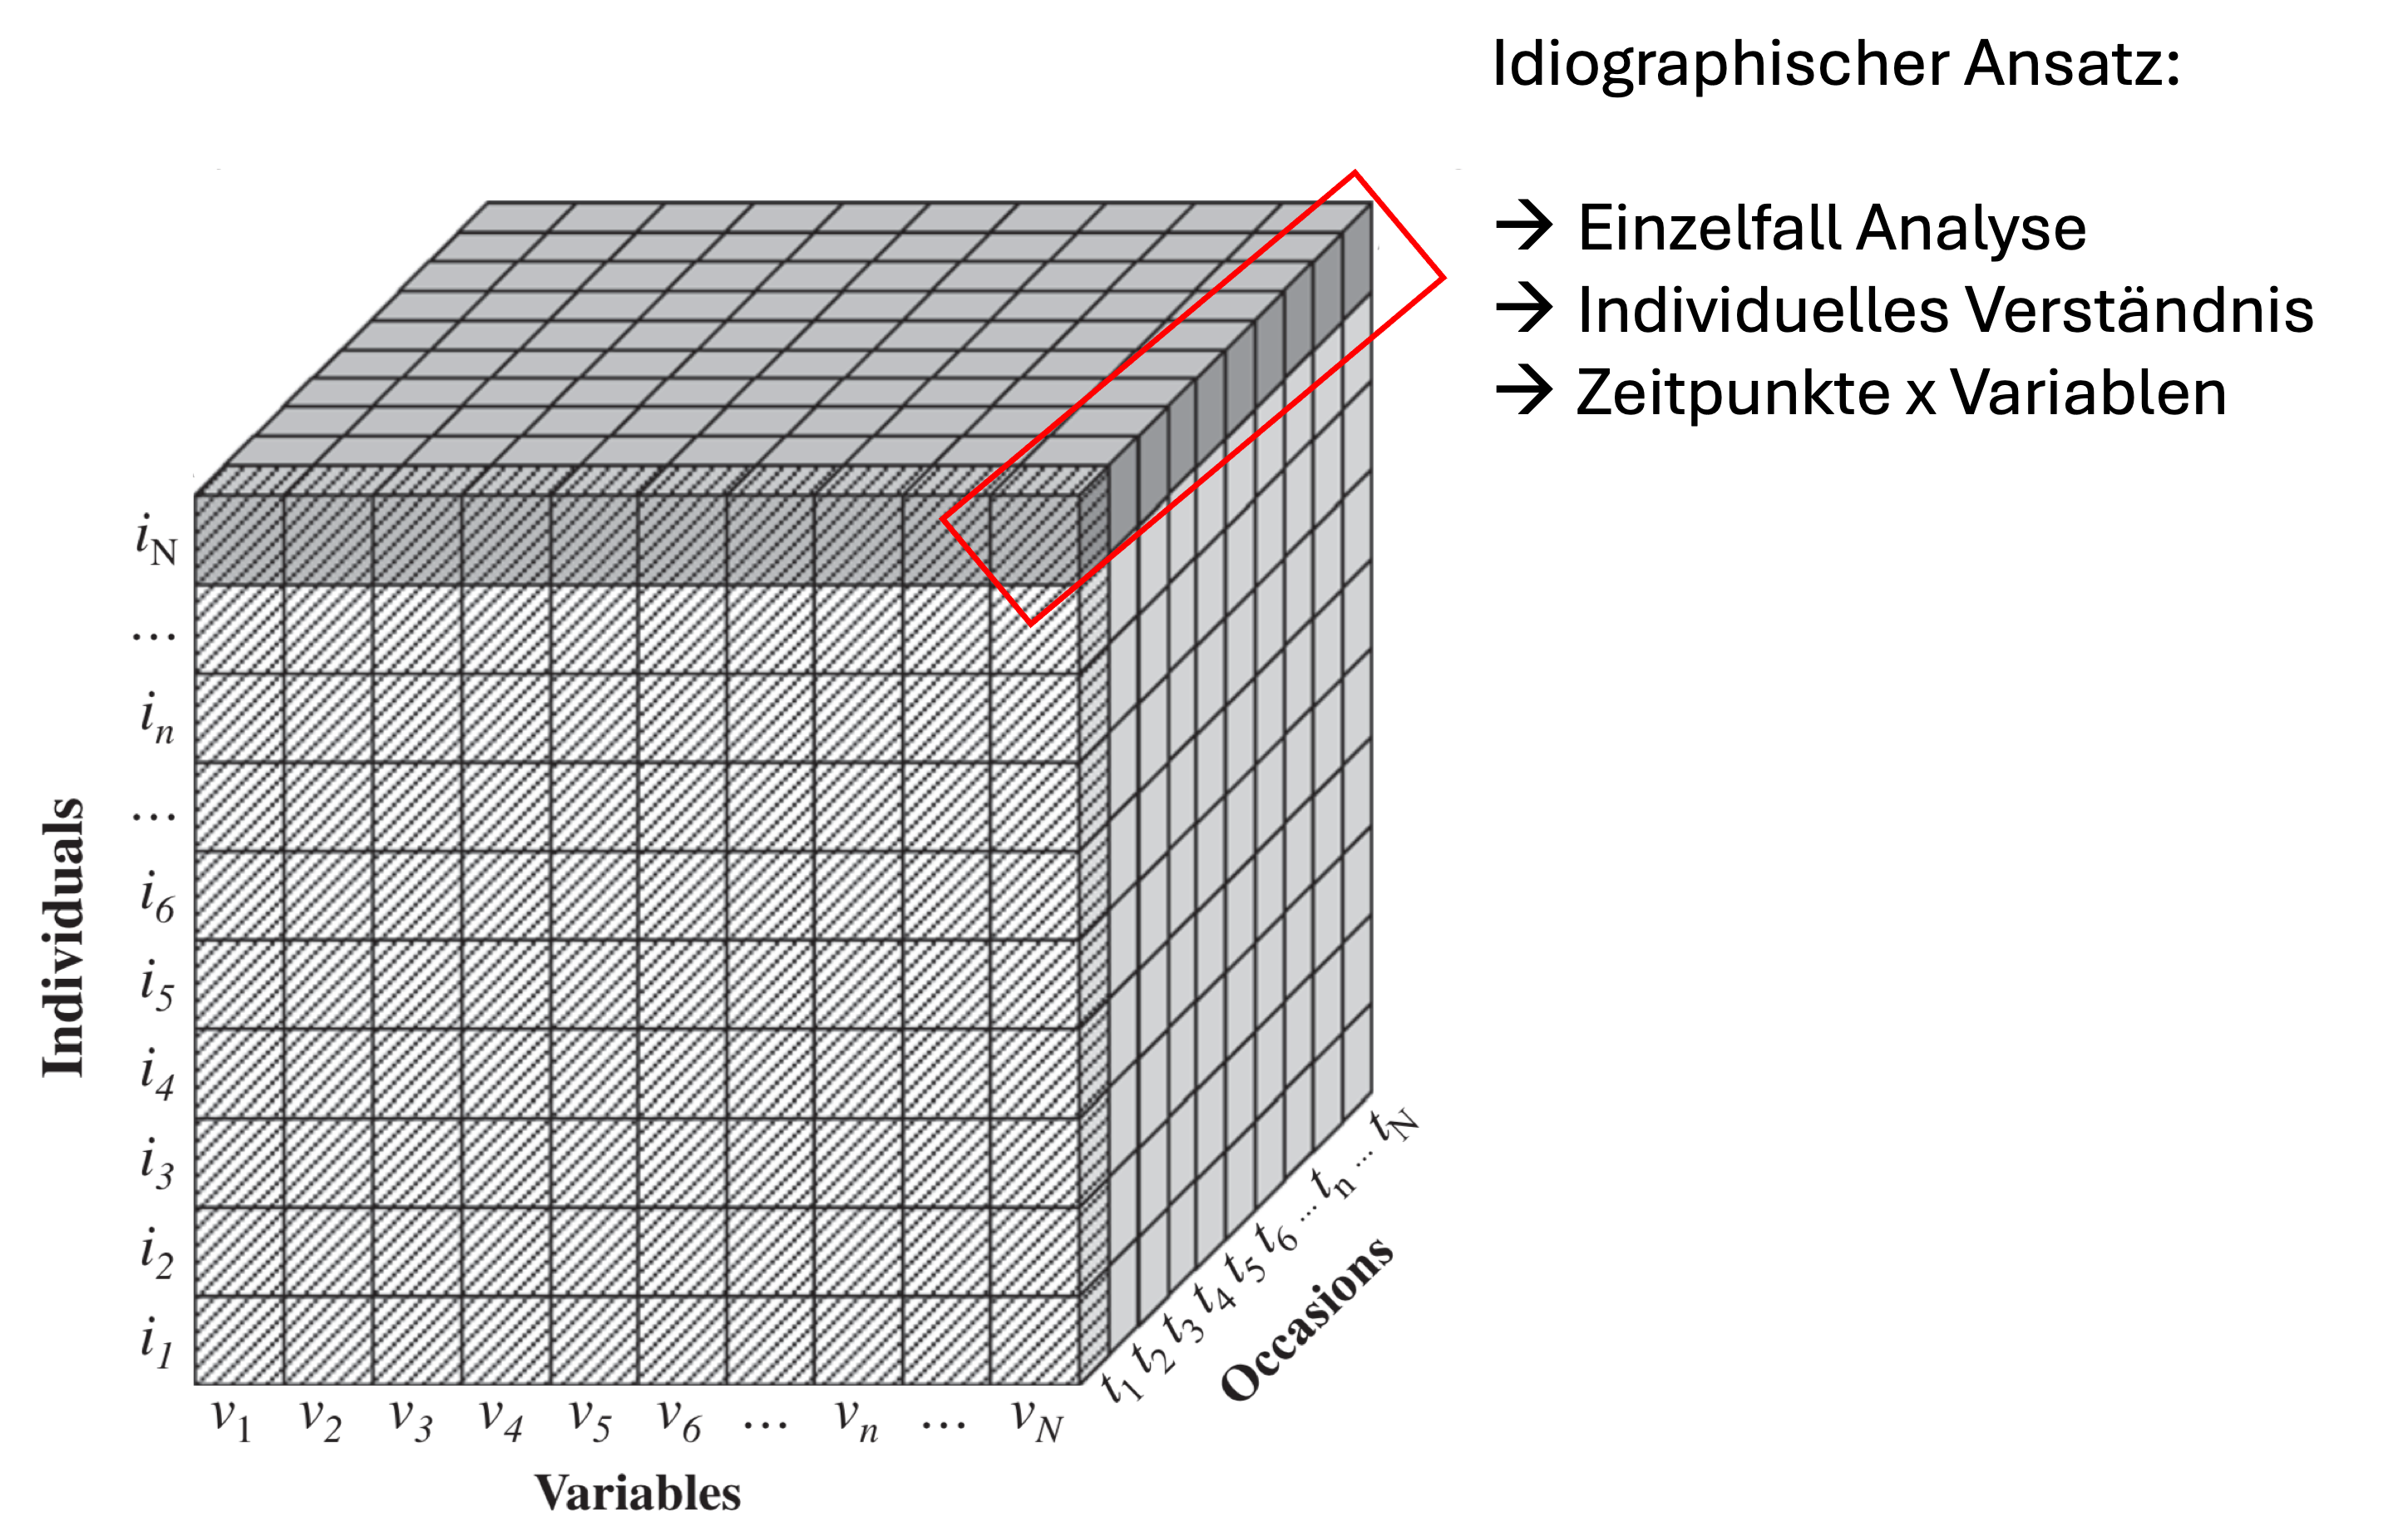 Idiographischer Ansatz:
→ Einzelfall Analyse
→ Individuelles Verständnis
→ Zeitpunkte x Variablen
Individuals
i_N
...
i_n
...
i_6
i_5
i_4
i_3
i_2
i_1
v_1 v_2 v_3 v_4 v_5 v_6 ... v_n ... v_N
Variables
t_1 t_2 t_3 t_4 t_5 t_6 ... t_n ... t_N
Occasions